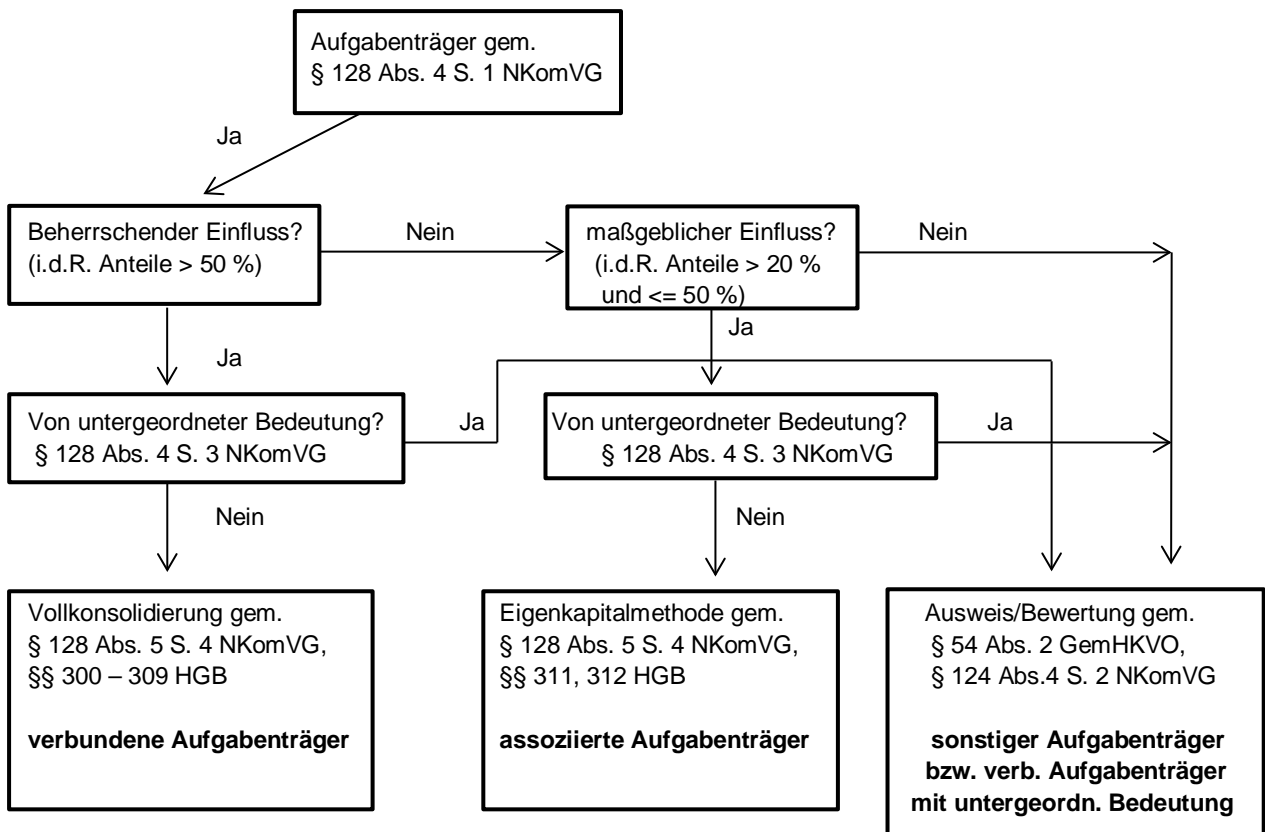 Aufgabenträger gem.
§ 128 Abs. 4 S. 1 NKomVG
Ja
Beherrschender Einfluss?
(i.d.R. Anteile > 50 %)
Nein
maßgeblicher Einfluss?
(i.d.R. Anteile > 20 %
und <= 50 %)
Nein
Ja
Ja
Von untergeordneter Bedeutung?
§ 128 Abs. 4 S. 3 NKomVG
Ja
Von untergeordneter Bedeutung?
§ 128 Abs. 4 S. 3 NKomVG
Ja
Nein
Nein
Vollkonsolidierung gem.
§ 128 Abs. 5 S. 4 NKomVG,
§§ 300 – 309 HGB
verbundene Aufgabenträger
Eigenkapitalmethode gem.
§ 128 Abs. 5 S. 4 NKomVG,
§§ 311, 312 HGB
assoziierte Aufgabenträger
Ausweis/Bewertung gem.
§ 54 Abs. 2 GemHKVO,
§ 124 Abs.4 S. 2 NKomVG
sonstiger Aufgabenträger
bzw. verb. Aufgabenträger
mit untergeordn. Bedeutung